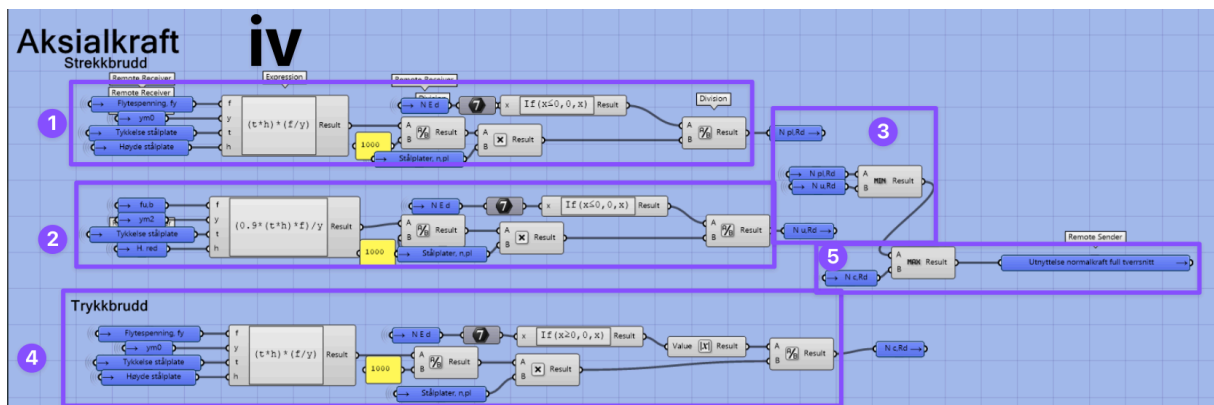 Aksialkraft
iv
Strekkbrudd
Remote Receiver
Expression
Remote Receiver
Remote Receiver
Division
Division
1
Flytespenning, fy
ym0
Tykkelse stålplate
Høyde stålplate
f
y
t
h
(t*h)*(f/y)
Result
N E d
7
x
If(x≤0,0,x)
Result
1000
A
B
A/B
Result
Stålplater, n,pl
A
B
×
Result
A
B
A/B
Result
N pl,Rd
3
N pl,Rd
N u,Rd
A
B
MIN
Result
2
fu,b
ym2
Tykkelse stålplate
H. red
f
y
t
h
(0.9*(t*h)*f)/y
Result
N E d
7
x
If(x≤0,0,x)
Result
1000
A
B
A/B
Result
Stålplater, n,pl
A
B
×
Result
A
B
A/B
Result
N u,Rd
5
N c,Rd
A
B
MAX
Result
Remote Sender
Utnyttelse normalkraft full tverrsnitt
Trykkbrudd
4
Flytespenning, fy
ym0
Tykkelse stålplate
Høyde stålplate
f
y
t
h
(t*h)*(f/y)
Result
N E d
7
x
If(x≥0,0,x)
Result
Value
|X|
Result
1000
A
B
A/B
Result
Stålplater, n,pl
A
B
×
Result
A
B
A/B
Result
N c,Rd